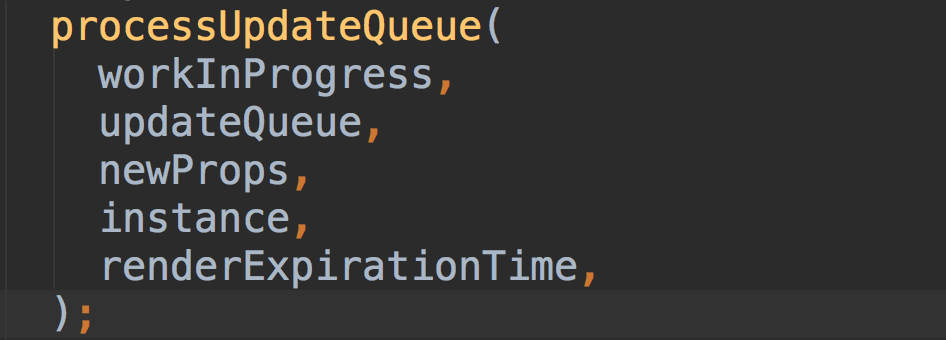 processUpdateQueue(
workInProgress,
updateQueue,
newProps,
instance,
renderExpirationTime,
);